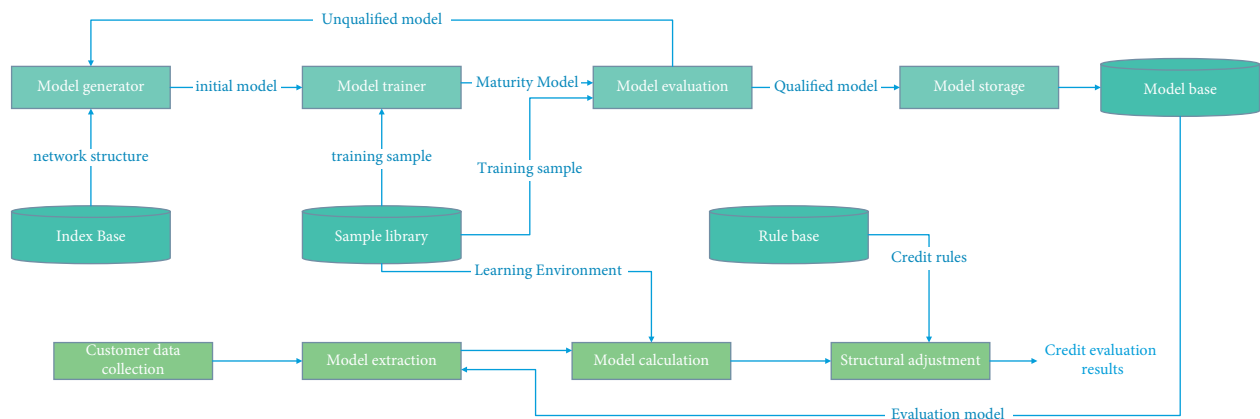 Unqualified model
Model generator
initial model
Model trainer
Maturity Model
Model evaluation
Qualified model
Model storage
Model base
network structure
training sample
Training sample
Index Base
Sample library
Rule base
Learning Environment
Credit rules
Customer data
collection
Model extraction
Model calculation
Structural adjustment
Credit evaluation
results
Evaluation model